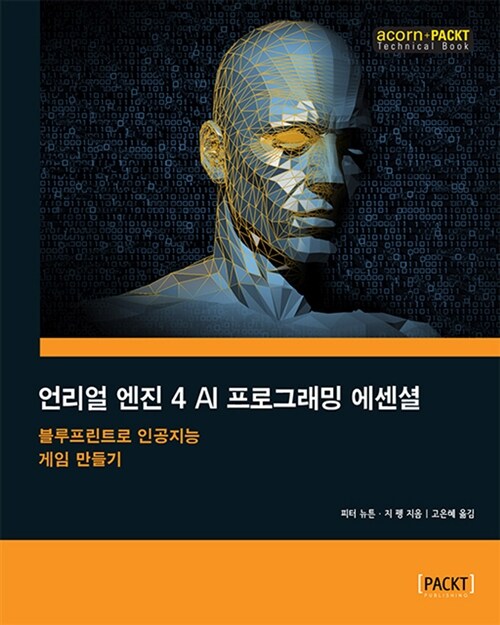 acorn+PACKT
Technical Book
언리얼 엔진 4 AI 프로그래밍 에센셜
블루프린트로 인공지능
게임 만들기
피터 뉴튼 · 지 펭 지음 | 고은혜 옮김
[PACKT]
PUBLISHING